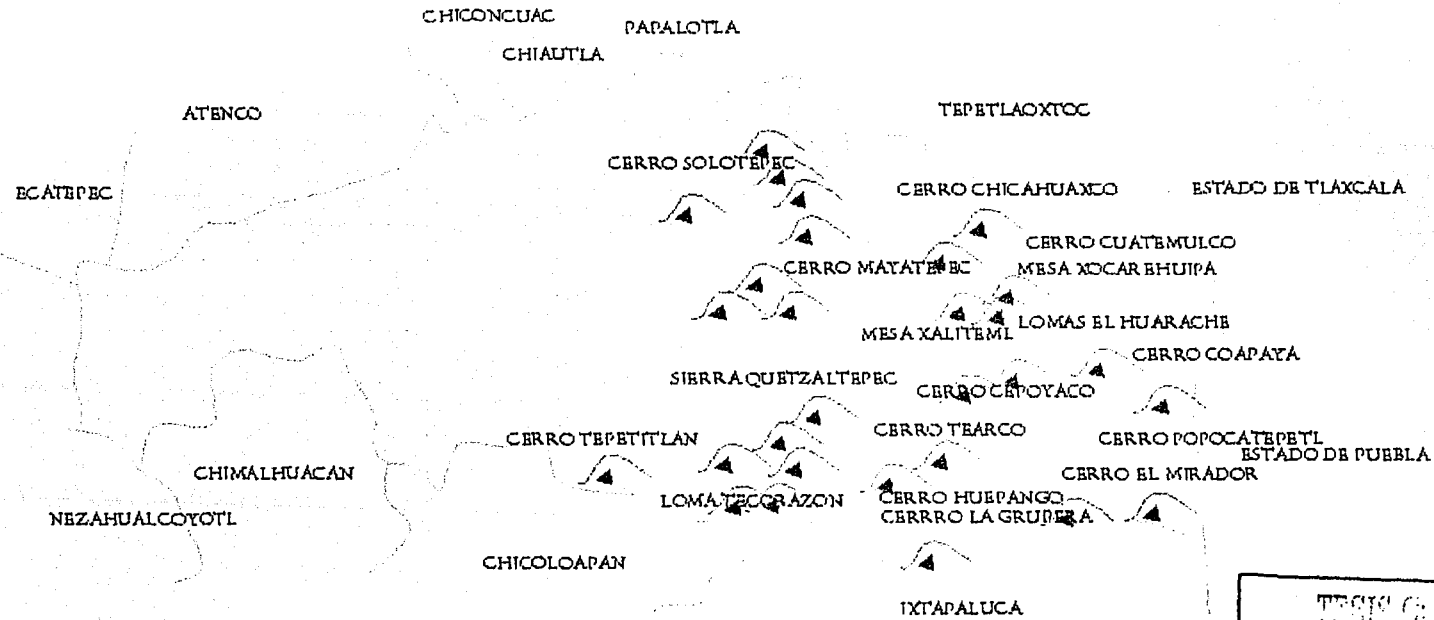 CHICONCUAC
PAPALOTLA
CHIAUTLA
ATENCO
TEPETLAOXTOC
CERRO SOLOTEPEC
ECATEPEC
CERRO CHICAHUAXCO
ESTADO DE TLAXCALA
CERRO CUATEMULCO
CERRO MAYATEPEC
MESA XOCAREHUIPA
LOMAS EL HUARACHE
MESA XALITEML
CERRO COAPAYA
SIERRA QUETZALTEPEC
CERRO CEPOYACO
CERRO TEARCO
CERRO TEPETITLAN
CERRO POPOCATEPETL
ESTADO DE PUEBLA
CHIMALHUACAN
CERRO EL MIRADOR
LOMA TECORAZON
CERRO HUEPANGO
NEZAHUALCOYOTL
CERRRO LA GRUPERA
CHICOLOAPAN
IXTAPALUCA